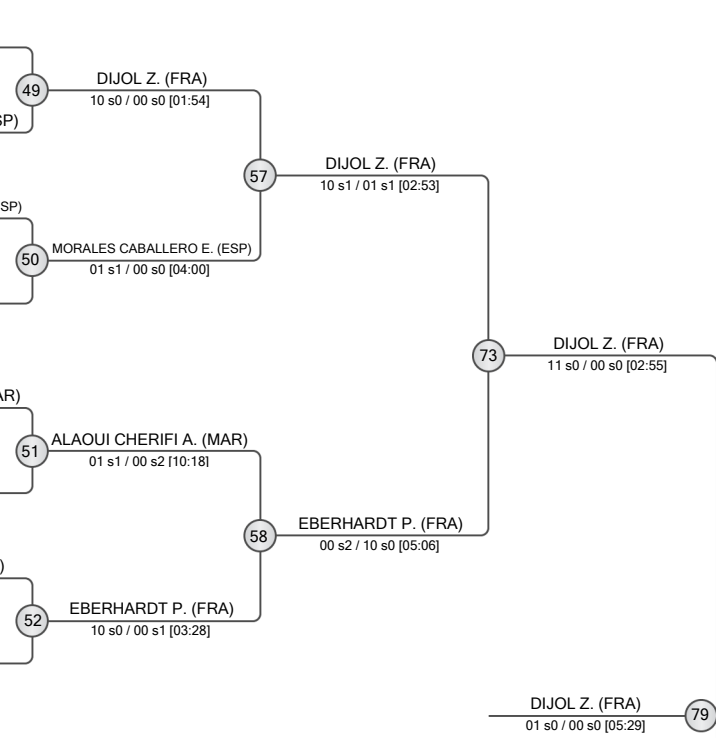 49
DIJOL Z. (FRA)
10 s0 / 00 s0 [01:54]
SP)
57
DIJOL Z. (FRA)
10 s1 / 01 s1 [02:53]
SP)
50
MORALES CABALLERO E. (ESP)
01 s1 / 00 s0 [04:00]
73
DIJOL Z. (FRA)
11 s0 / 00 s0 [02:55]
AR)
51
ALAOUI CHERIFI A. (MAR)
01 s1 / 00 s2 [10:18]
58
EBERHARDT P. (FRA)
00 s2 / 10 s0 [05:06]
)
52
EBERHARDT P. (FRA)
10 s0 / 00 s1 [03:28]
DIJOL Z. (FRA)
01 s0 / 00 s0 [05:29]
79